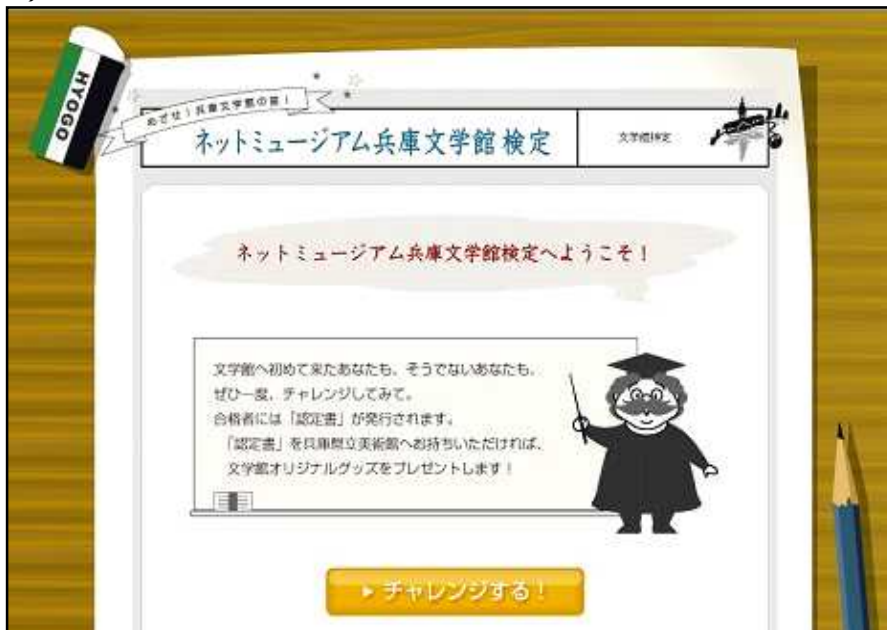 HYOGO
めざせ！兵庫文学館の星！
ネットミュージアム兵庫文学館 検定
文学館検定
ネットミュージアム兵庫文学館検定へようこそ！
文学館へ初めて来たあなたも、そうでないあなたも、
ぜひ一度、チャレンジしてみて。
合格者には「認定書」が発行されます。
「認定書」を兵庫県立美術館へお持ちいただければ、
文学館オリジナルグッズをプレゼントします！
チャレンジする！